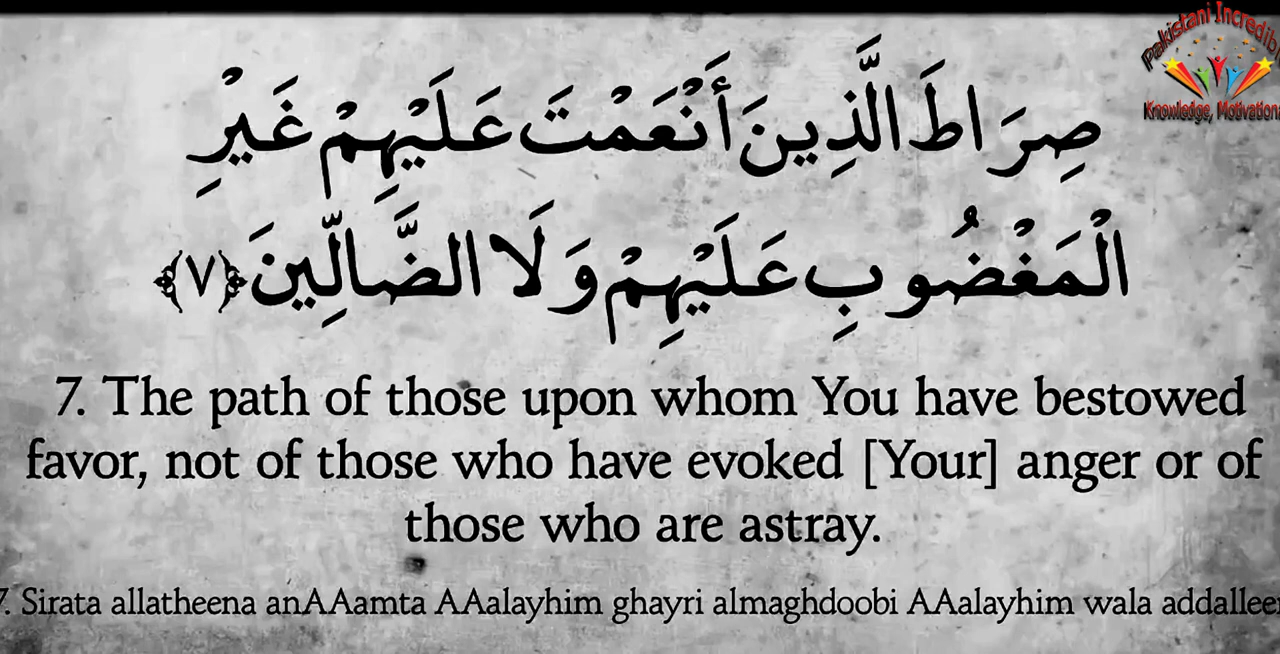 Pakistani Incredib
Knowledge, Motivationa
صِرَاطَ الَّذِينَ أَنْعَمْتَ عَلَيْهِمْ غَيْرِ
الْمَغْضُوبِ عَلَيْهِمْ وَلَا الضَّالِّينَ ﴿٧﴾
7. The path of those upon whom You have bestowed
favor, not of those who have evoked [Your] anger or of
those who are astray.
7. Sirata allatheena anAAamta AAalayhim ghayri almaghdoobi AAalayhim wala addalleen